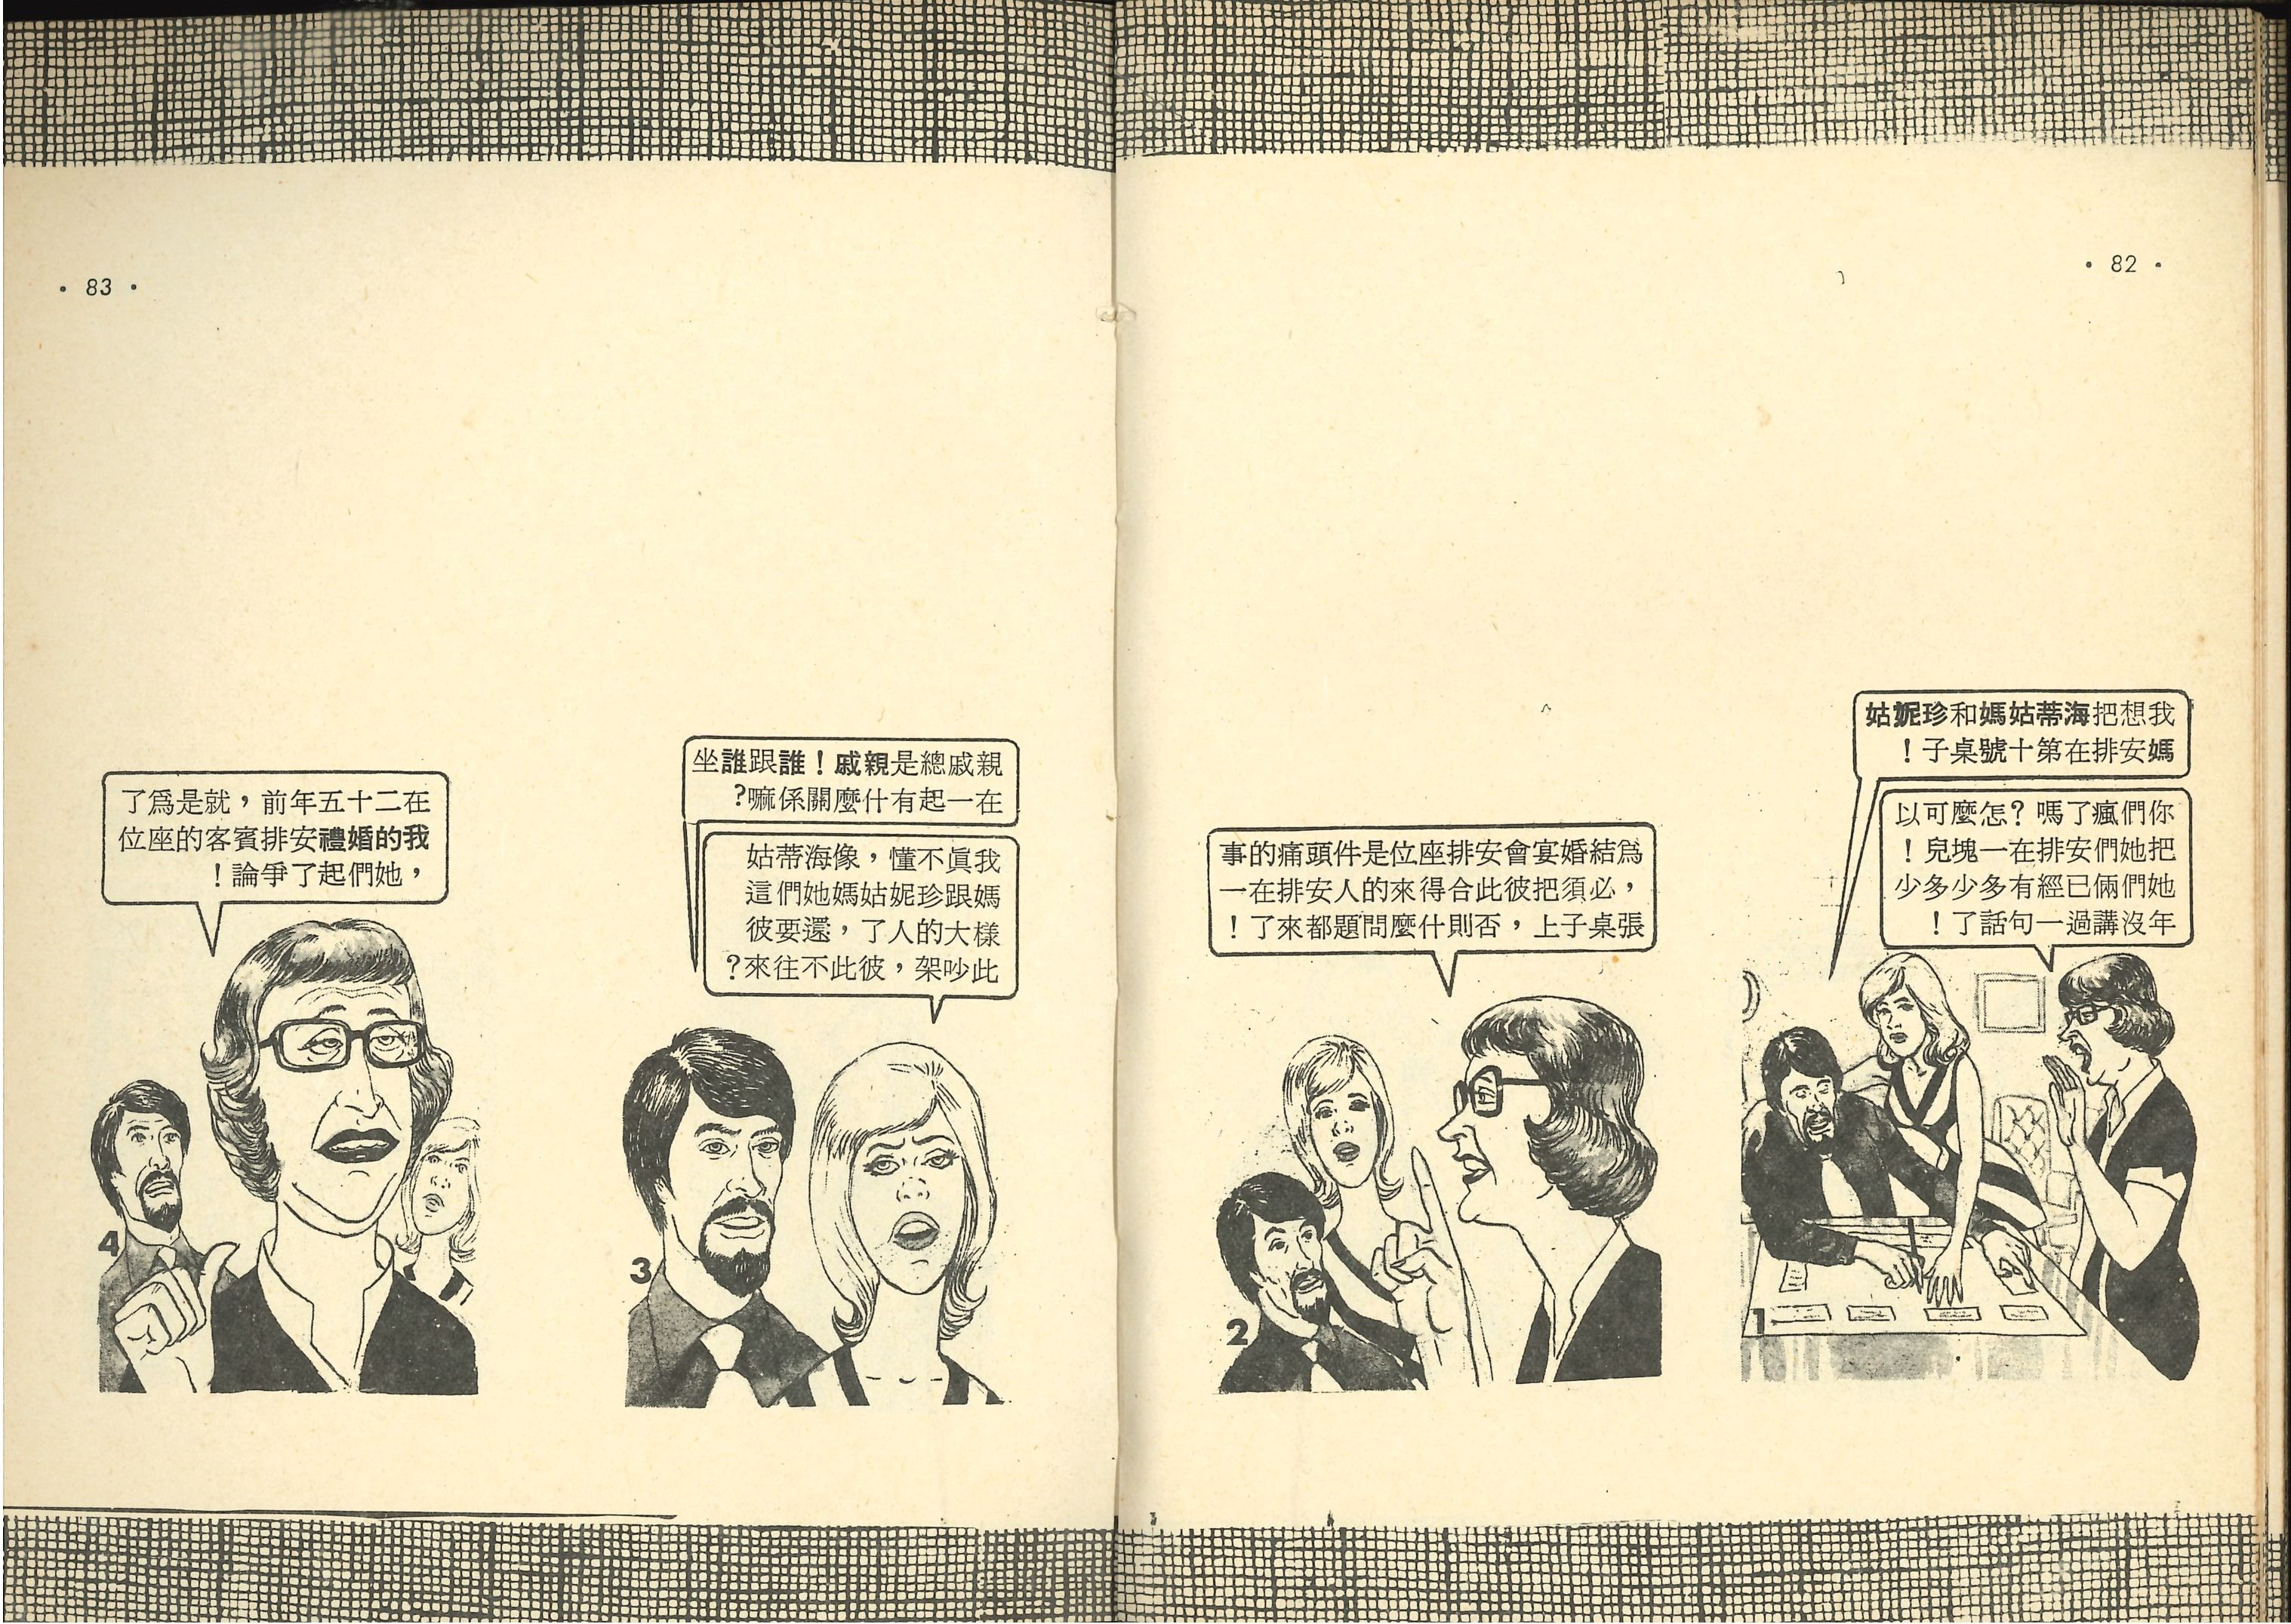 · 82 ·
我想把海蒂姑媽和珍妮姑
媽安排在第十號桌子!
你們瘋了嗎?怎麼可以
把她們安排在一塊兒!
她們倆已經有多少多少
年沒講過一句話了!
爲結婚宴會安排座位是件頭痛的事
,必須把彼此合得來的人安排在一
張桌子上,否則什麼問題都來了!
親戚總是親戚!誰跟誰坐
在一起有什麼關係嘛?
我眞不懂,像海蒂姑
媽跟珍妮姑媽她們這
樣大的人了,還要彼
此吵架,彼此不往來?
在二十五年前,就是爲了
我的婚禮安排賓客的座位
,她們起了爭論!
1
2
3
4
· 83 ·